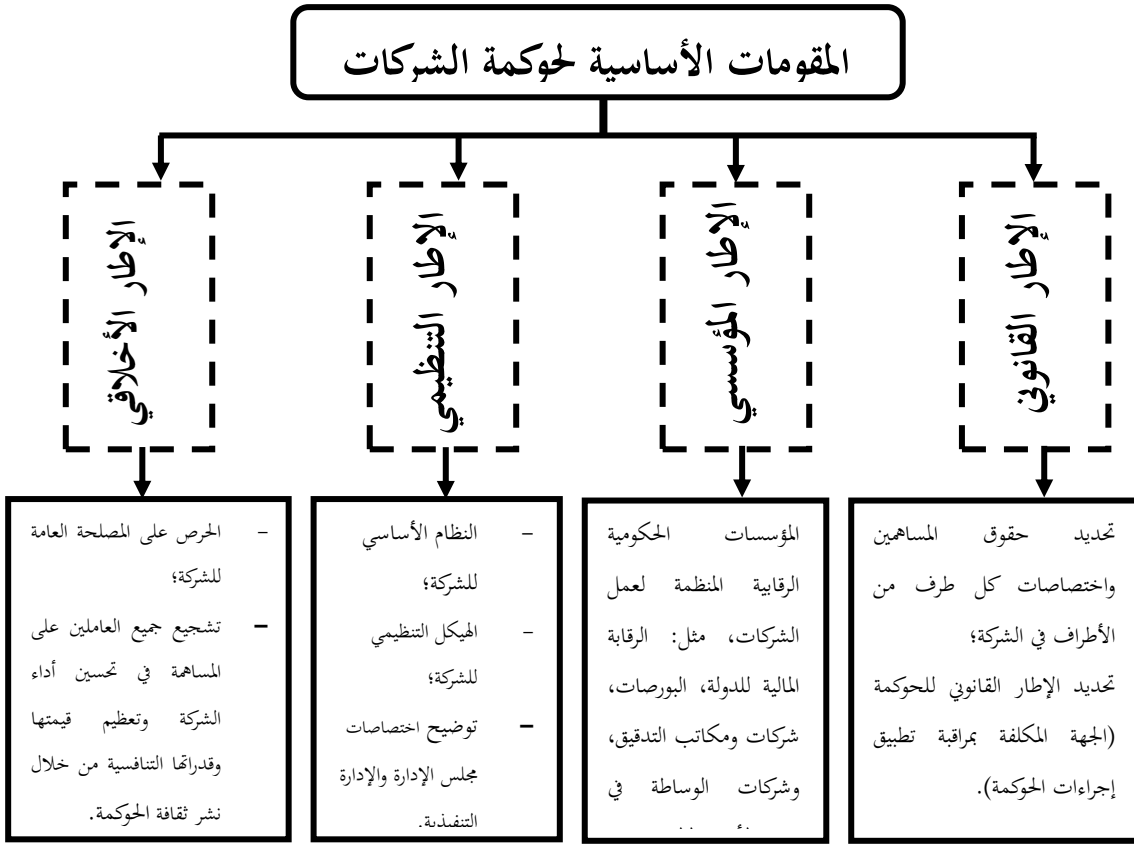 المقومات الأساسية لحوكمة الشركات
الإطار القانوني
الإطار المؤسسي
الإطار التنظيمي
الإطار الأخلاقي
تحديد حقوق المساهمين
واختصاصات كل طرف من
الأطراف في الشركة؛
تحديد الإطار القانوني للحوكمة
(الجهة المكلفة بمراقبة تطبيق
إجراءات الحوكمة).
المؤسسات الحكومية
الرقابية المنظمة لعمل
الشركات، مثل: الرقابة
المالية للدولة، البورصات،
شركات ومكاتب التدقيق،
وشركات الوساطة في
- النظام الأساسي
للشركة؛
- الهيكل التنظيمي
للشركة؛
- توضيح اختصاصات
مجلس الإدارة والإدارة
التنفيذية.
- الحرص على المصلحة العامة
للشركة؛
- تشجيع جميع العاملين على
المساهمة في تحسين أداء
الشركة وتعظيم قيمتها
وقدراتها التنافسية من خلال
نشر ثقافة الحوكمة.